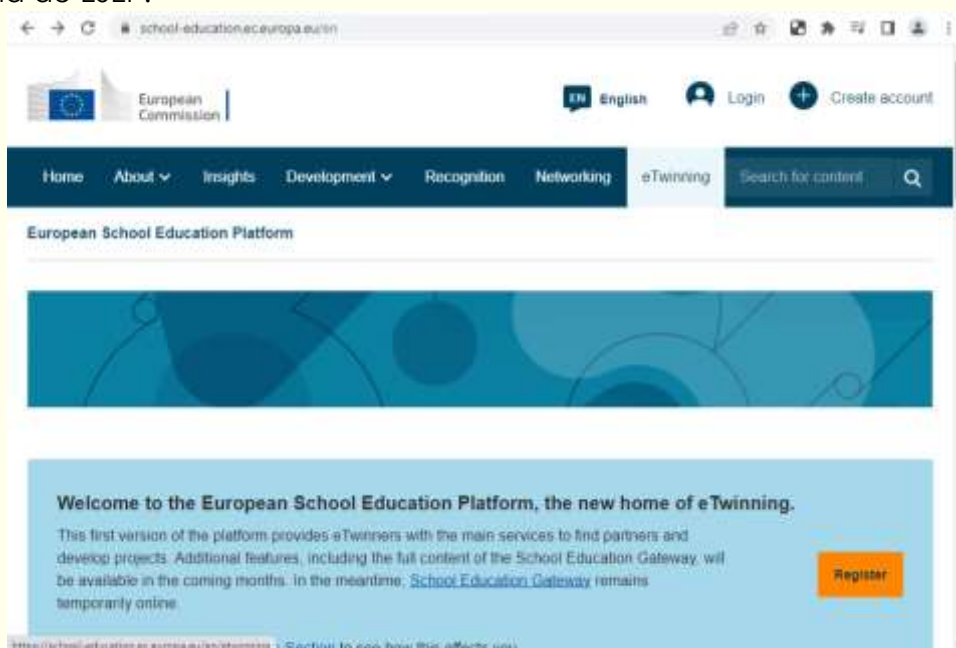 school-education.ec.europa.eu/en
European
Commission
EN English Login Create account
Home About Insights Development Recognition Networking eTwinning Search for content
European School Education Platform
Welcome to the European School Education Platform, the new home of eTwinning.
This first version of the platform provides eTwinners with the main services to find partners and
develop projects. Additional features, including the full content of the School Education Gateway, will
be available in the coming months. In the meantime, School Education Gateway remains
temporarily online.
Register
Section to see how this affects you